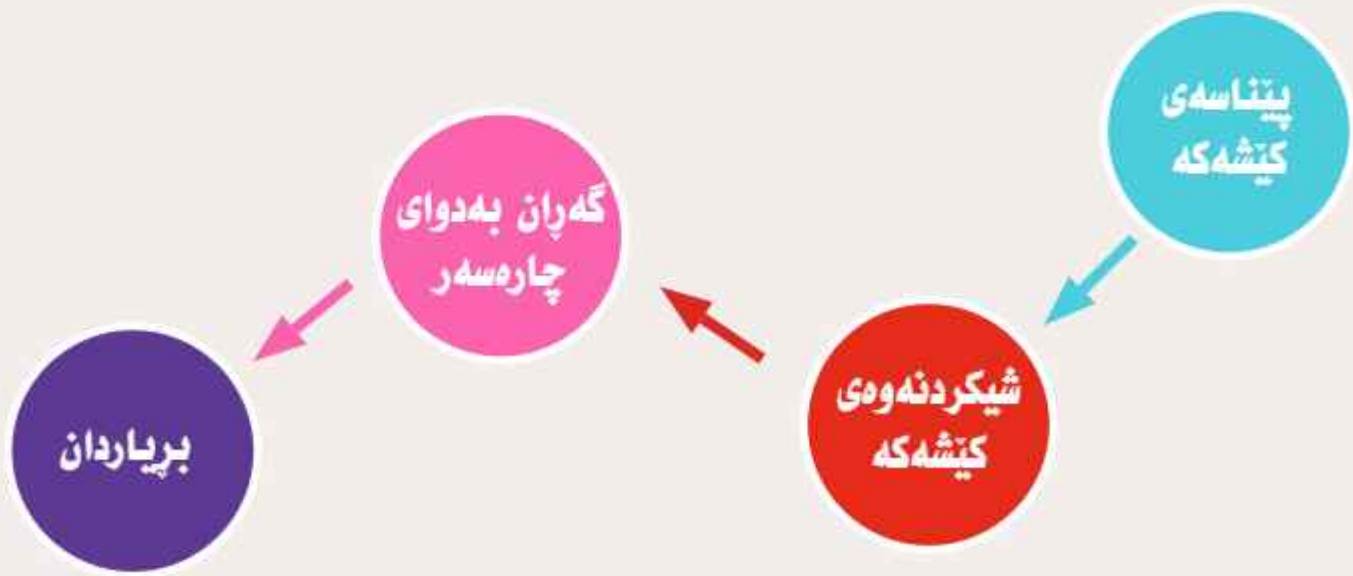 پێناسەی
کێشەکە
شیکردنەوەی
کێشەکە
گەڕان بەدوای
چارەسەر
بڕیاردان